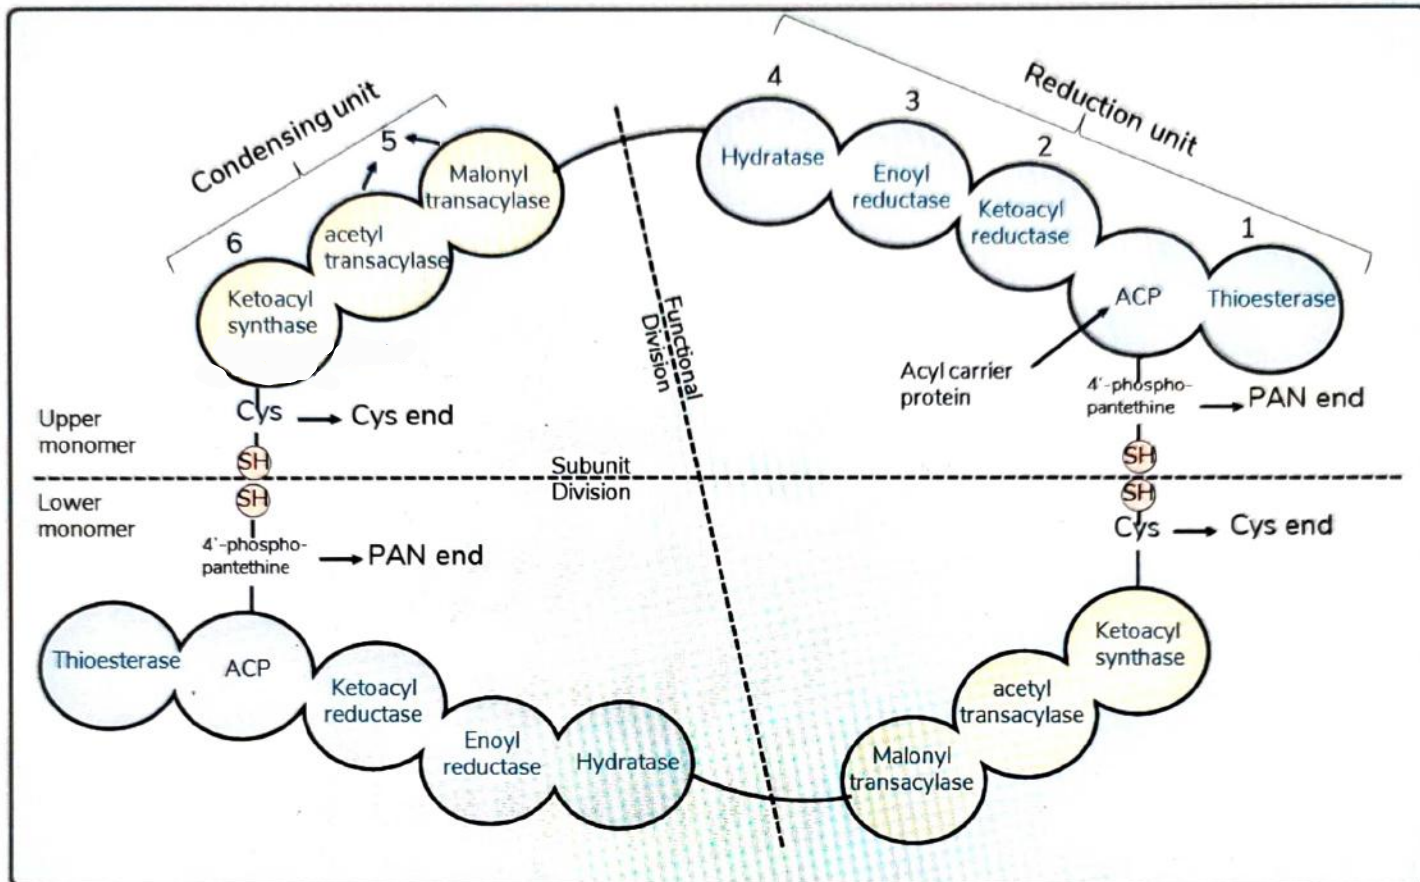 Condensing unit
Reduction unit
4
3
2
1
5
6
Hydratase
Enoyl
reductase
Ketoacyl
reductase
ACP
Thioesterase
Malonyl
transacylase
acetyl
transacylase
Ketoacyl
synthase
Functional
Division
Acyl carrier
protein
4'-phospho-
pantethine
PAN end
Cys
Cys end
Upper
monomer
SH
SH
Subunit
Division
Lower
monomer
SH
SH
4'-phospho-
pantethine
PAN end
Cys
Cys end
Thioesterase
ACP
Ketoacyl
reductase
Enoyl
reductase
Hydratase
Malonyl
transacylase
acetyl
transacylase
Ketoacyl
synthase